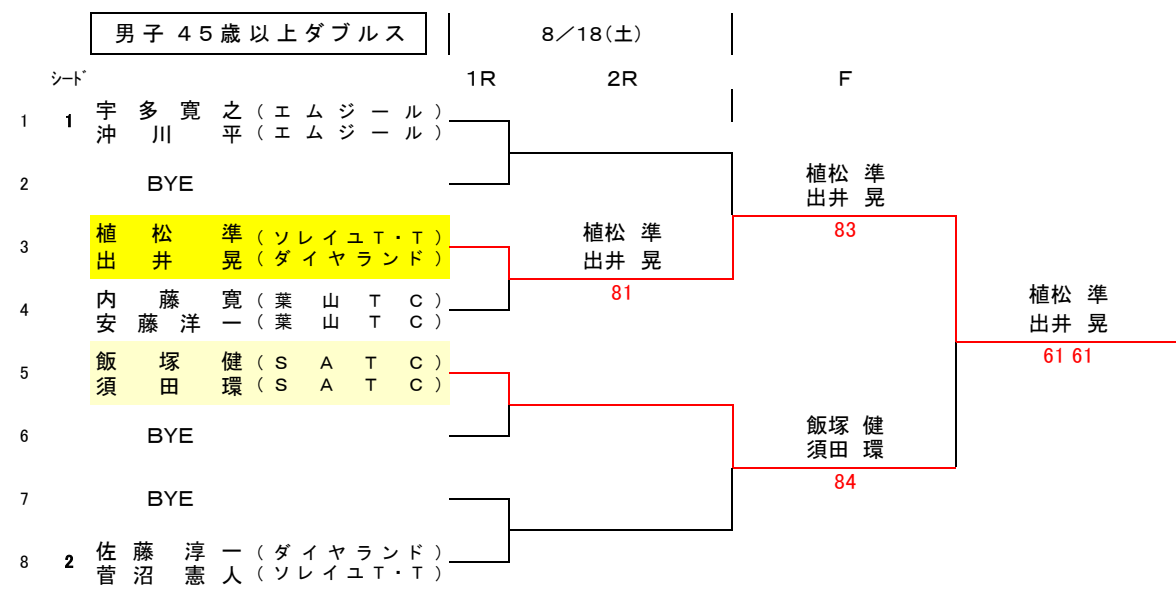 男子 45歳以上ダブルス 8／18(土)
シード 1R 2R F
1 1 宇多寛之(エムジール)
沖川平(エムジール)
2 BYE
植松 準
出井 晃
83
3 植松準(ソレイユT・T)
出井晃(ダイヤランド)
植松 準
出井 晃
81
4 内藤寛(葉山TC)
安藤洋一(葉山TC)
植松 準
出井 晃
61 61
5 飯塚健(SATC)
須田環(SATC)
6 BYE
飯塚 健
須田 環
84
7 BYE
8 2 佐藤淳一(ダイヤランド)
菅沼憲人(ソレイユT・T)